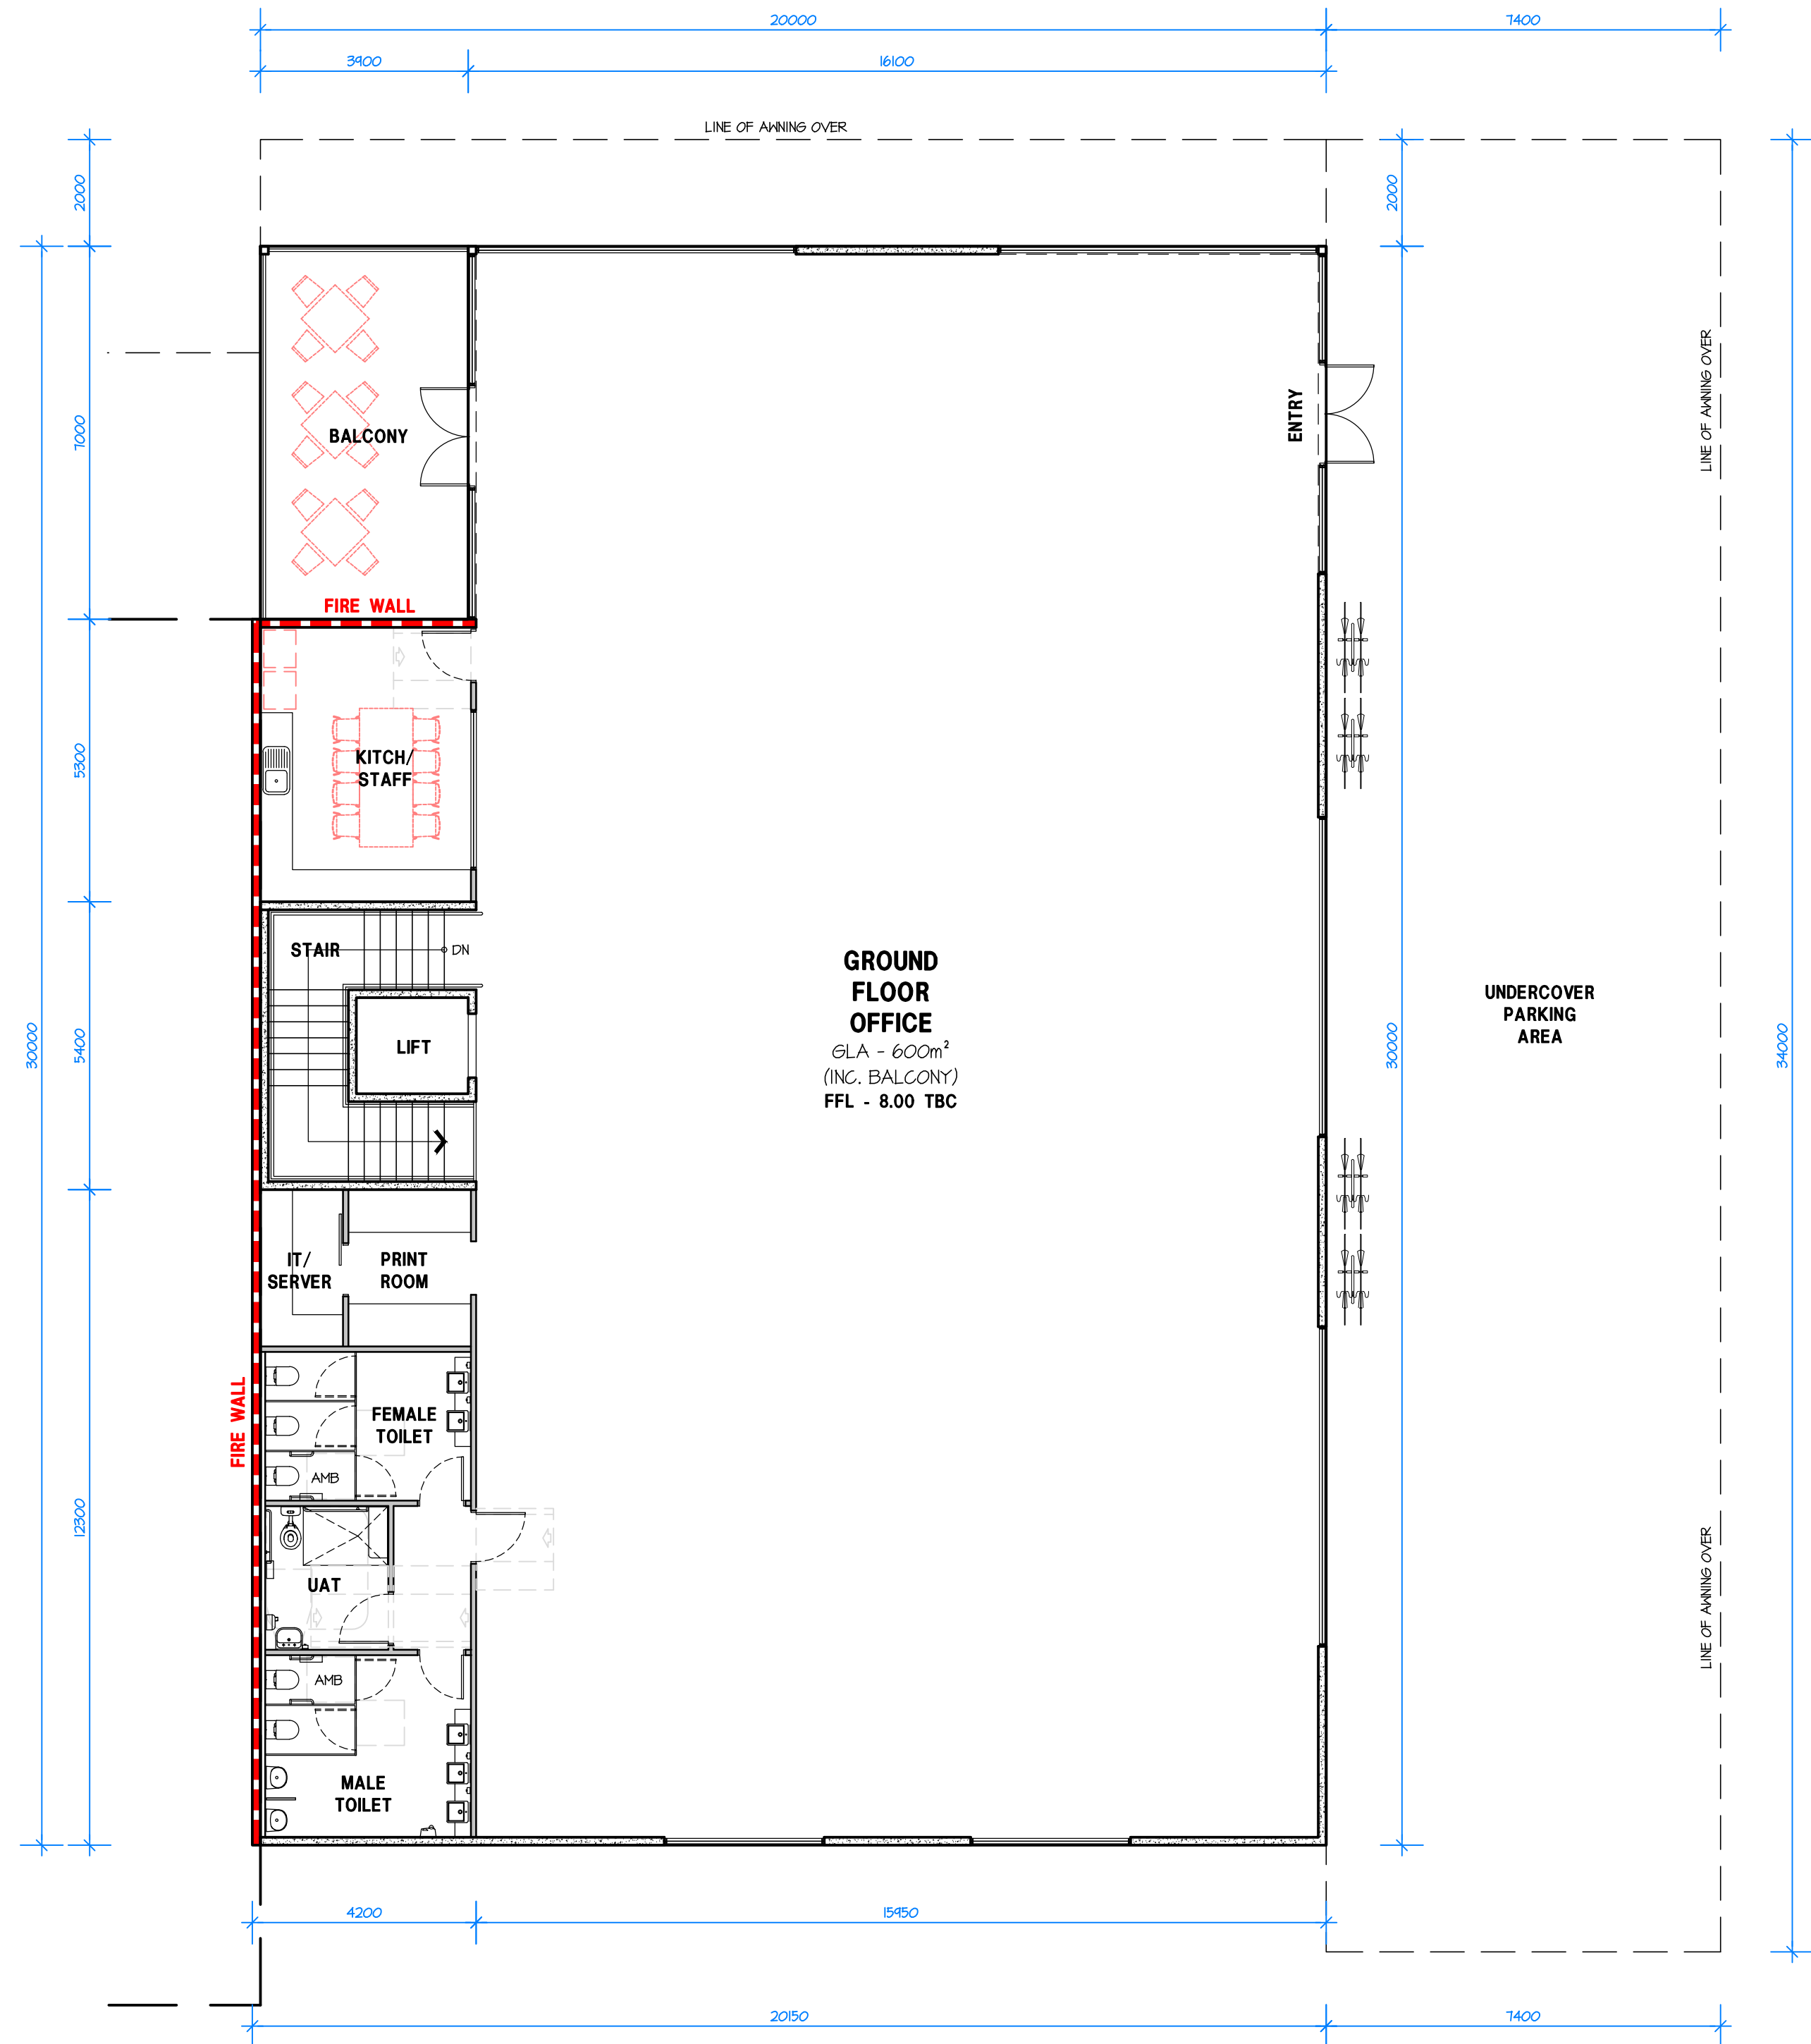 20000
7400
3900
16100
LINE OF AWNING OVER
2000
2000
7000
5300
5400
12300
30000
30000
34000
LINE OF AWNING OVER
ENTRY
BALCONY
FIRE WALL
KITCH/
STAFF
STAIR
DN
LIFT
GROUND
FLOOR
OFFICE
GLA - 600m²
(INC. BALCONY)
FFL - 8.00 TBC
UNDERCOVER
PARKING
AREA
IT/
SERVER
PRINT
ROOM
FIRE WALL
FEMALE
TOILET
AMB
UAT
AMB
MALE
TOILET
LINE OF AWNING OVER
4200
15950
20150
7400